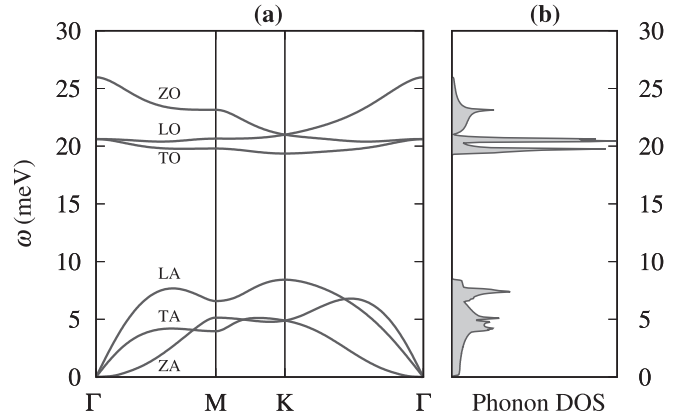 (a) (b)
30 30
25 25
20 20
15 15
10 10
5 5
0 0
ω (meV)
ZO
LO
TO
LA
TA
ZA
Γ M K Γ Phonon DOS